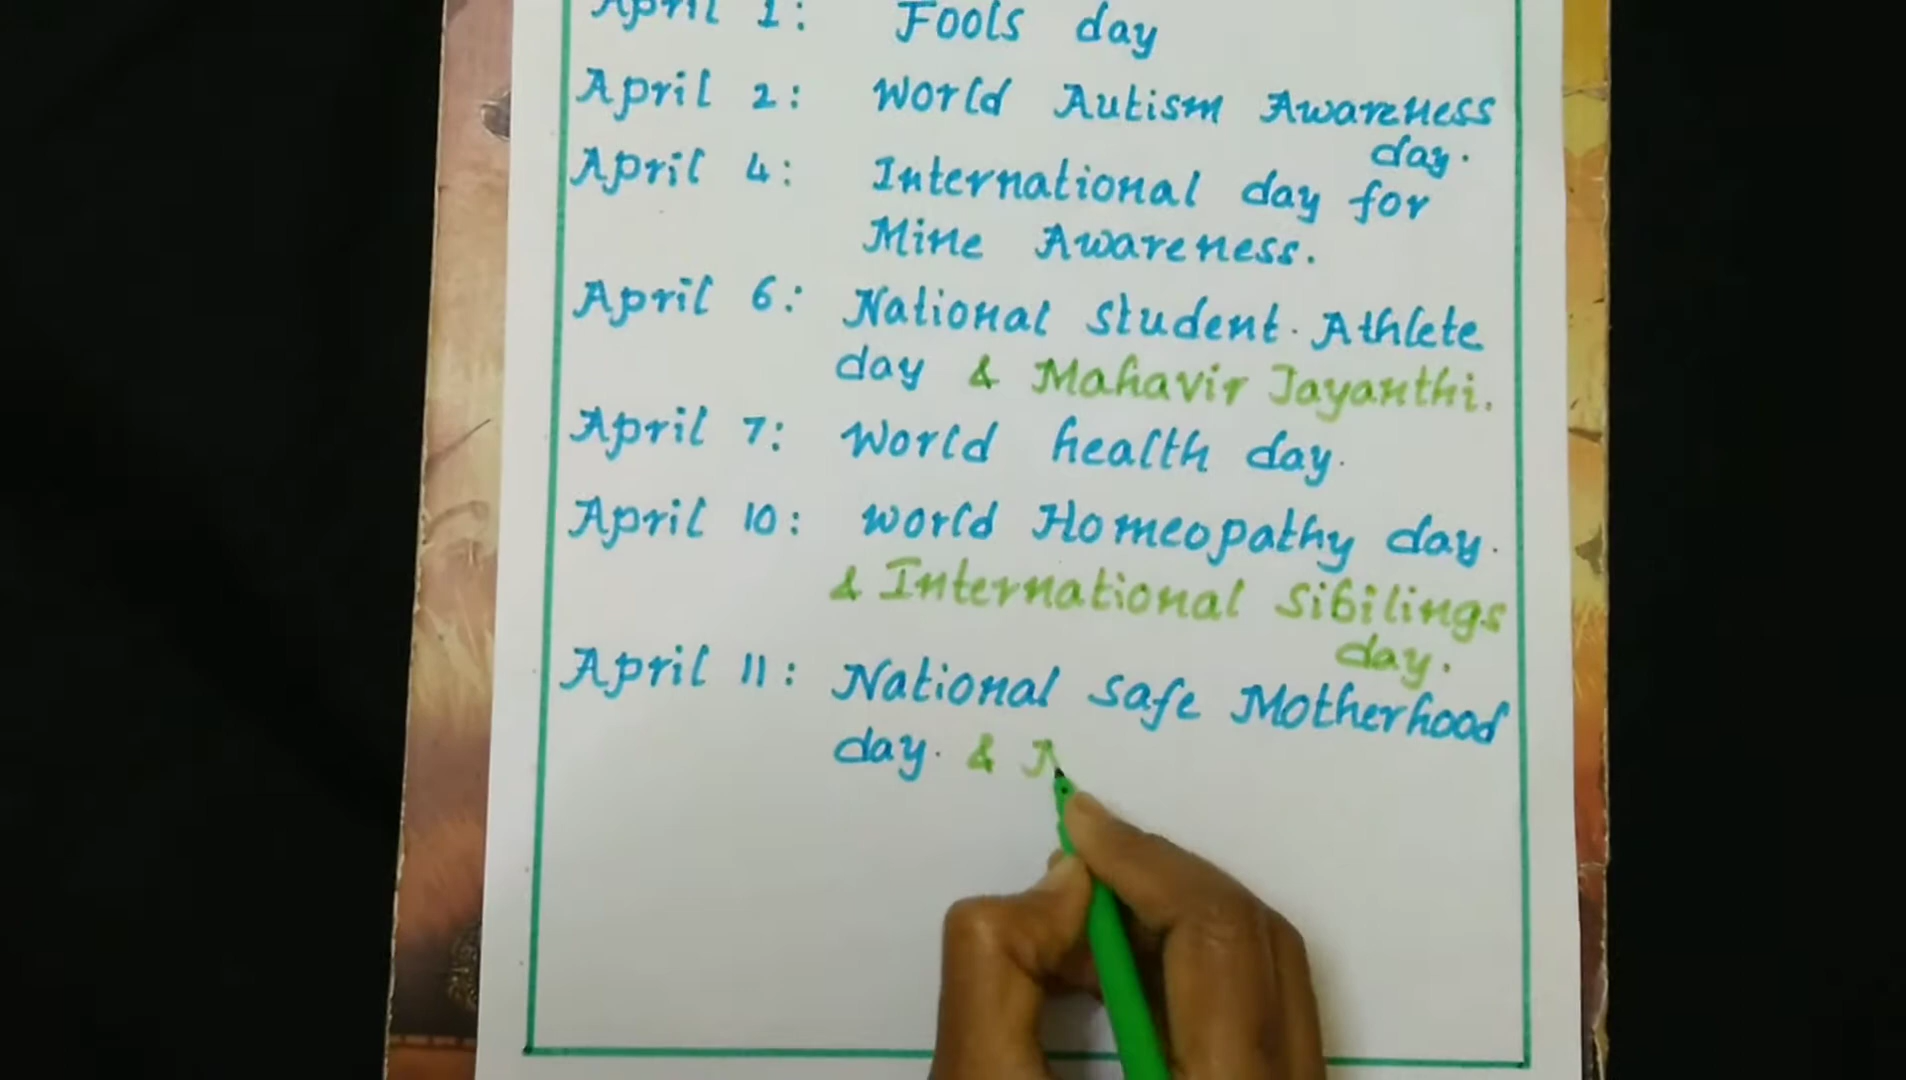 April 1: Fools day
April 2: World Autism Awareness
day.
April 4: International day for
Mine Awareness.
April 6: National Student. Athlete
day & Mahavir Jayanthi.
April 7: World health day.
April 10: World Homeopathy day.
& International Sibilings
day.
April 11: National Safe Motherhood
day. &